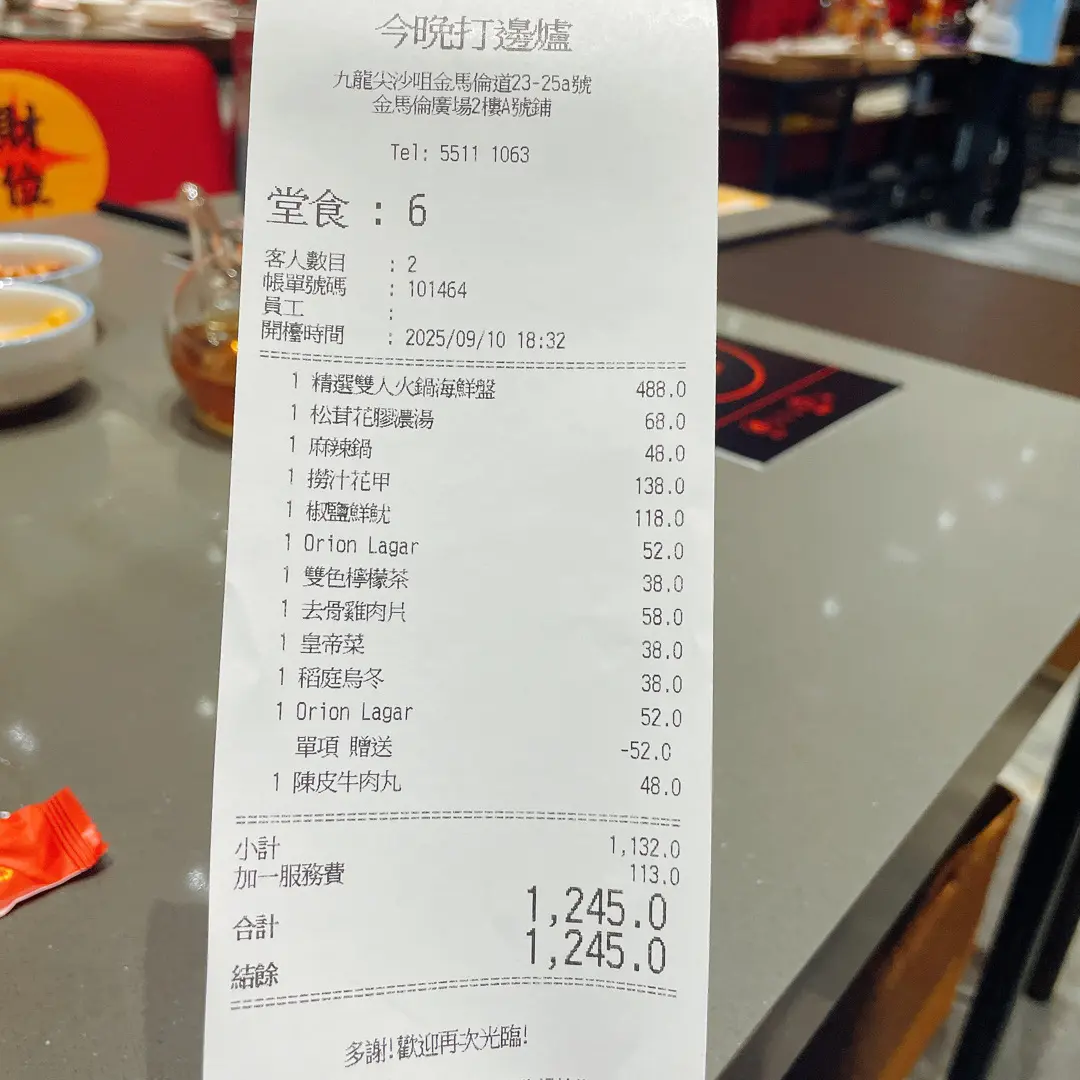 今晚打邊爐
九龍尖沙咀金馬倫道23-25a號
金馬倫廣場2樓A號鋪
Tel: 5511 1063
堂食 : 6
客人數目 : 2
帳單號碼 : 101464
員工 :
開檯時間 : 2025/09/10 18:32
1 精選雙人火鍋海鮮盤 488.0
1 松茸花膠濃湯 68.0
1 麻辣鍋 48.0
1 撈汁花甲 138.0
1 椒鹽鮮魷 118.0
1 Orion Lagar 52.0
1 雙色檸檬茶 38.0
1 去骨雞肉片 58.0
1 皇帝菜 38.0
1 稻庭烏冬 38.0
1 Orion Lagar 52.0
單項 贈送 -52.0
1 陳皮牛肉丸 48.0
小計 1,132.0
加一服務費 113.0
合計 1,245.0
結餘 1,245.0
多謝!歡迎再次光臨!
財
位